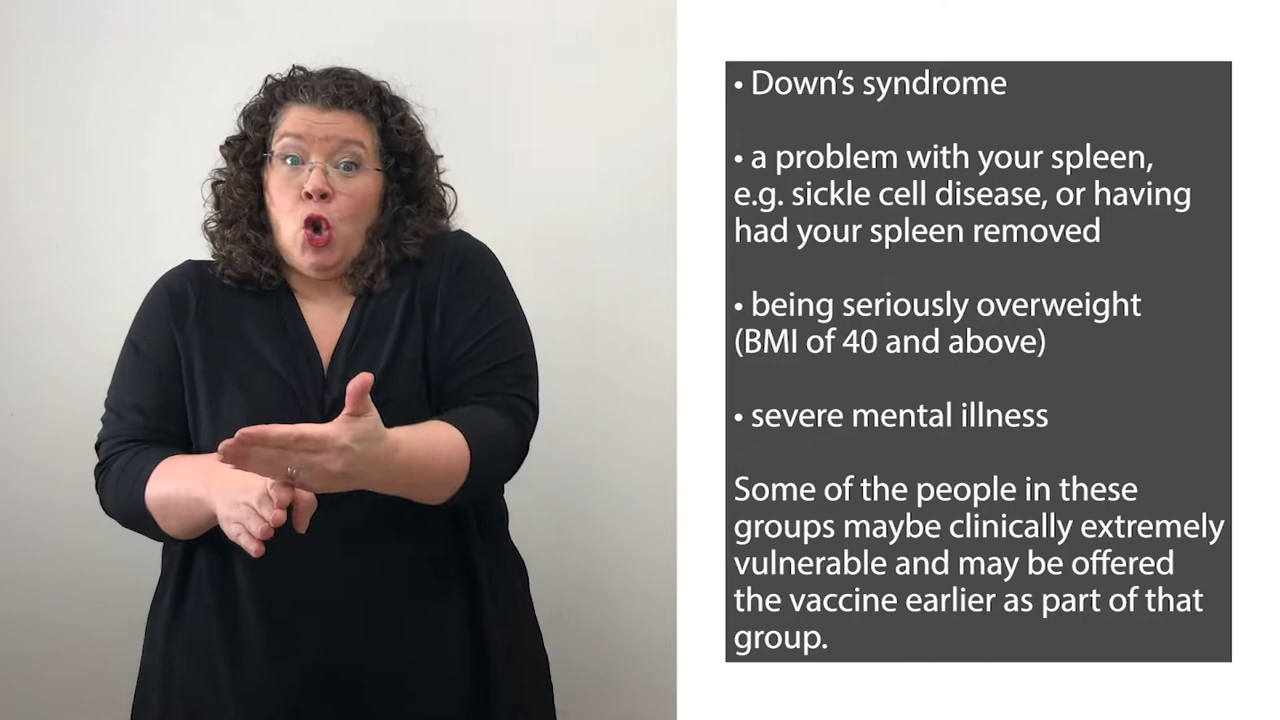 • Down’s syndrome
• a problem with your spleen,
e.g. sickle cell disease, or having
had your spleen removed
• being seriously overweight
(BMI of 40 and above)
• severe mental illness
Some of the people in these
groups maybe clinically extremely
vulnerable and may be offered
the vaccine earlier as part of that
group.